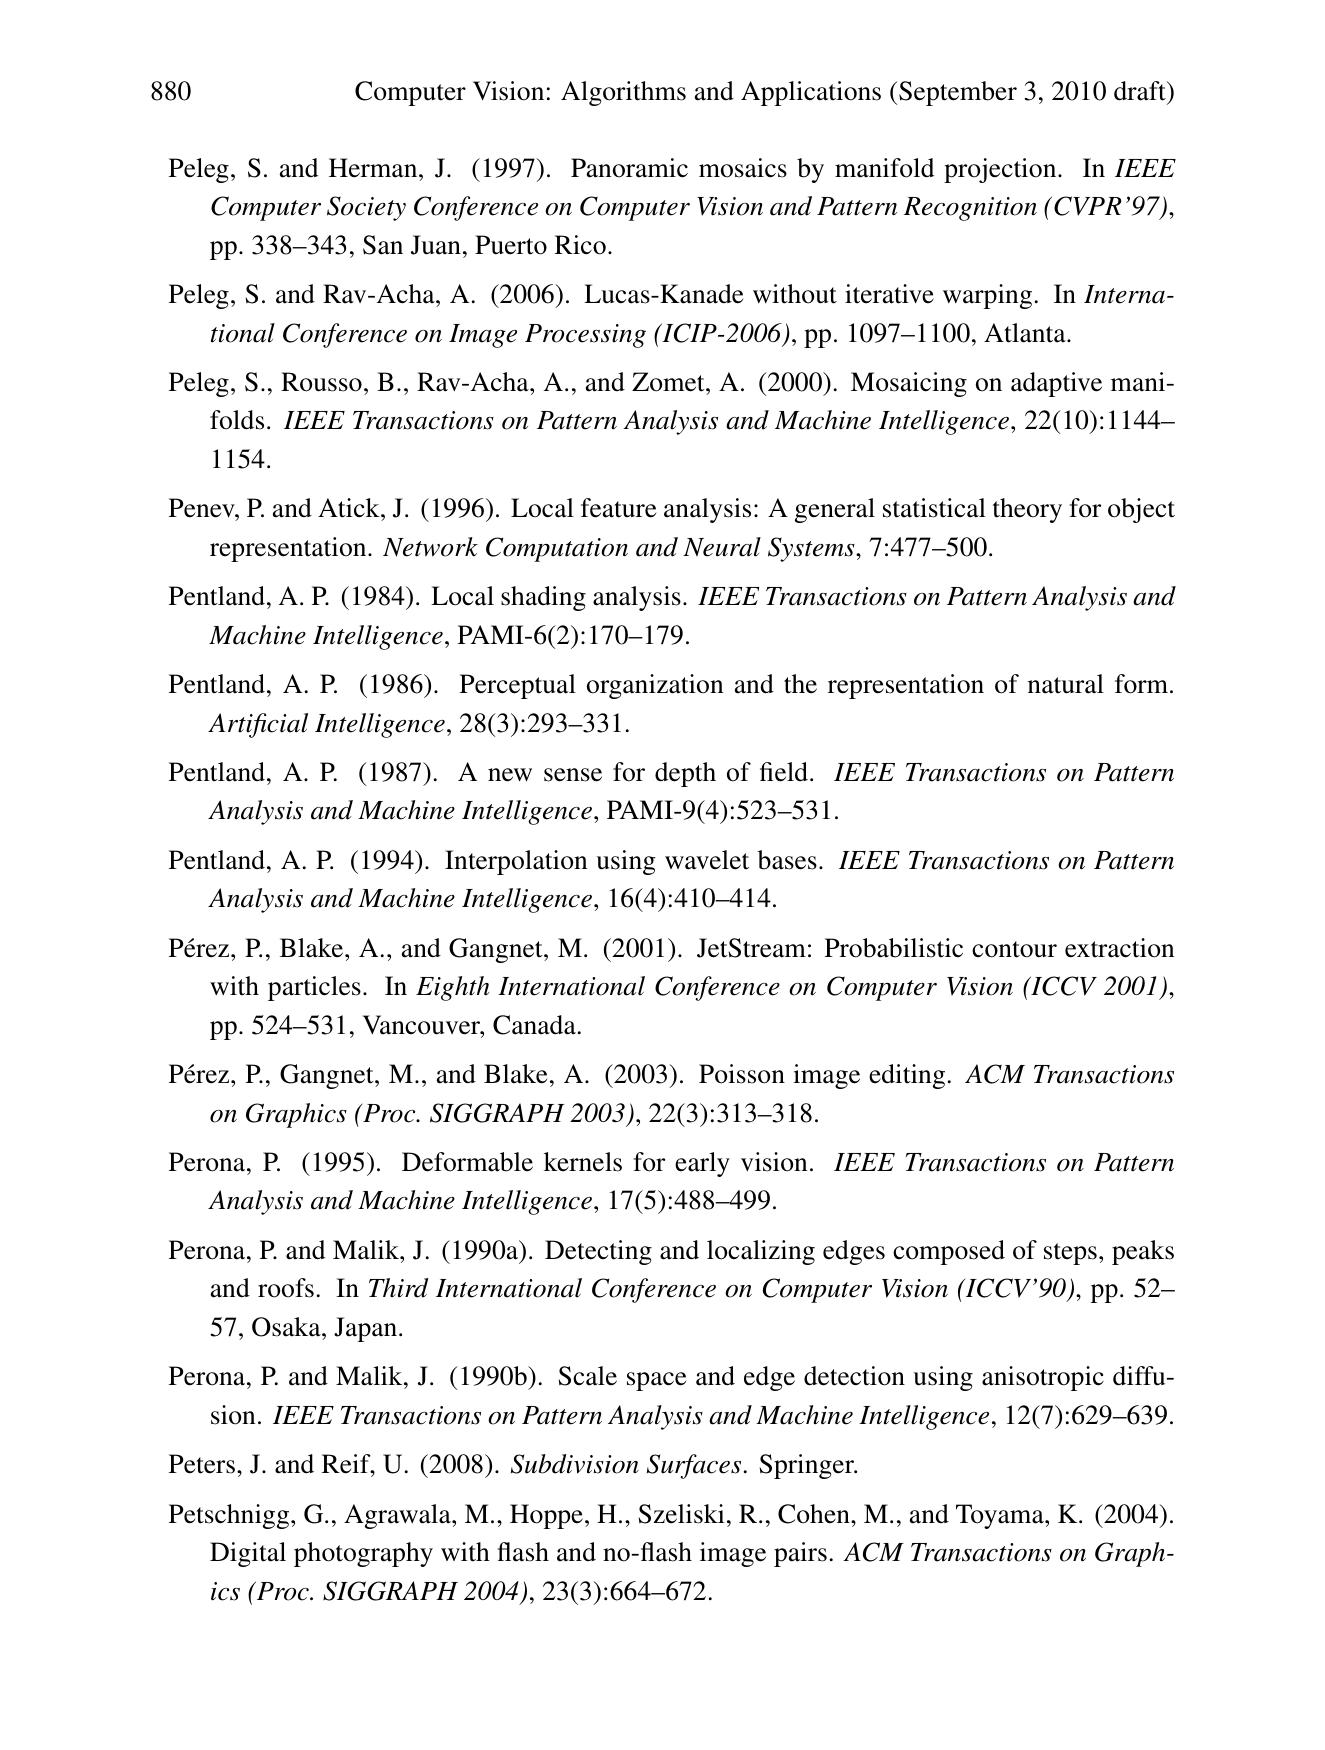 880 Computer Vision: Algorithms and Applications (September 3, 2010 draft)
Peleg, S. and Herman, J. (1997). Panoramic mosaics by manifold projection. In IEEE
Computer Society Conference on Computer Vision and Pattern Recognition (CVPR'97),
pp. 338–343, San Juan, Puerto Rico.
Peleg, S. and Rav-Acha, A. (2006). Lucas-Kanade without iterative warping. In Interna-
tional Conference on Image Processing (ICIP-2006), pp. 1097–1100, Atlanta.
Peleg, S., Rousso, B., Rav-Acha, A., and Zomet, A. (2000). Mosaicing on adaptive mani-
folds. IEEE Transactions on Pattern Analysis and Machine Intelligence, 22(10):1144–
1154.
Penev, P. and Atick, J. (1996). Local feature analysis: A general statistical theory for object
representation. Network Computation and Neural Systems, 7:477–500.
Pentland, A. P. (1984). Local shading analysis. IEEE Transactions on Pattern Analysis and
Machine Intelligence, PAMI-6(2):170–179.
Pentland, A. P. (1986). Perceptual organization and the representation of natural form.
Artificial Intelligence, 28(3):293–331.
Pentland, A. P. (1987). A new sense for depth of field. IEEE Transactions on Pattern
Analysis and Machine Intelligence, PAMI-9(4):523–531.
Pentland, A. P. (1994). Interpolation using wavelet bases. IEEE Transactions on Pattern
Analysis and Machine Intelligence, 16(4):410–414.
Pérez, P., Blake, A., and Gangnet, M. (2001). JetStream: Probabilistic contour extraction
with particles. In Eighth International Conference on Computer Vision (ICCV 2001),
pp. 524–531, Vancouver, Canada.
Pérez, P., Gangnet, M., and Blake, A. (2003). Poisson image editing. ACM Transactions
on Graphics (Proc. SIGGRAPH 2003), 22(3):313–318.
Perona, P. (1995). Deformable kernels for early vision. IEEE Transactions on Pattern
Analysis and Machine Intelligence, 17(5):488–499.
Perona, P. and Malik, J. (1990a). Detecting and localizing edges composed of steps, peaks
and roofs. In Third International Conference on Computer Vision (ICCV'90), pp. 52–
57, Osaka, Japan.
Perona, P. and Malik, J. (1990b). Scale space and edge detection using anisotropic diffu-
sion. IEEE Transactions on Pattern Analysis and Machine Intelligence, 12(7):629–639.
Peters, J. and Reif, U. (2008). Subdivision Surfaces. Springer.
Petschnigg, G., Agrawala, M., Hoppe, H., Szeliski, R., Cohen, M., and Toyama, K. (2004).
Digital photography with flash and no-flash image pairs. ACM Transactions on Graph-
ics (Proc. SIGGRAPH 2004), 23(3):664–672.